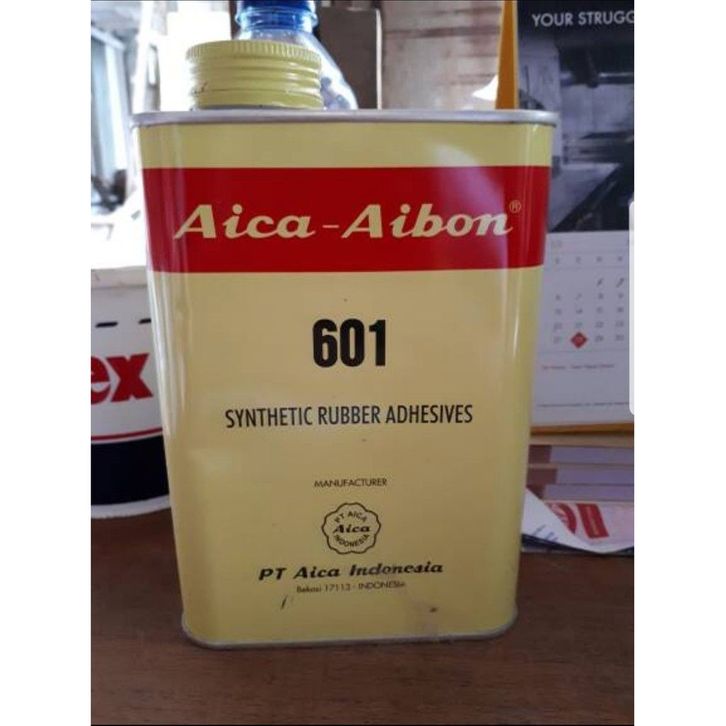 YOUR STRUGG
Aica-Aibon®
601
SYNTHETIC RUBBER ADHESIVES
ex
MANUFACTURER
PT AICA
Aica
INDONESIA
PT Aica Indonesia
Bekasi 17113 - INDONESIA